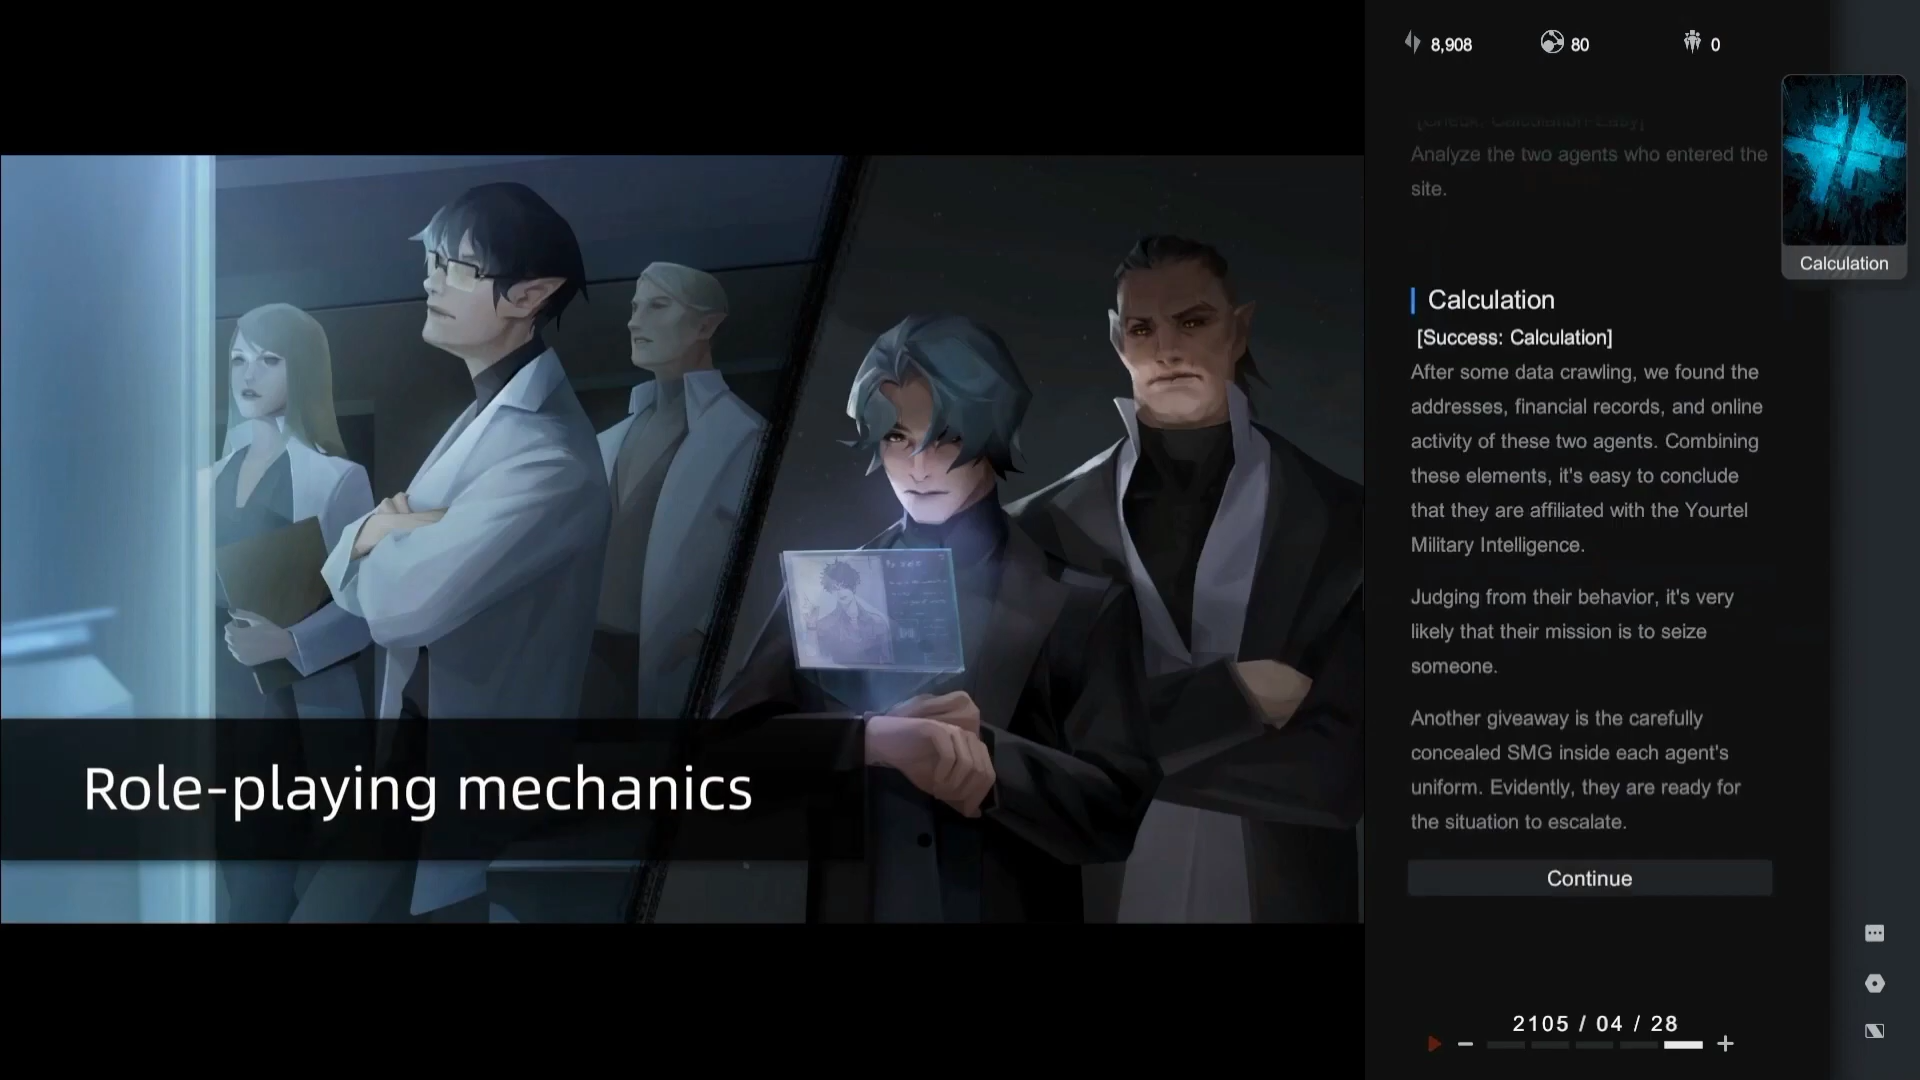 8,908
80
0
[Check: Calculation-Easy]
Analyze the two agents who entered the
site.
Calculation
Calculation
[Success: Calculation]
After some data crawling, we found the
addresses, financial records, and online
activity of these two agents. Combining
these elements, it's easy to conclude
that they are affiliated with the Yourtel
Military Intelligence.
Judging from their behavior, it's very
likely that their mission is to seize
someone.
Another giveaway is the carefully
concealed SMG inside each agent's
uniform. Evidently, they are ready for
the situation to escalate.
Continue
Role-playing mechanics
2105 / 04 / 28